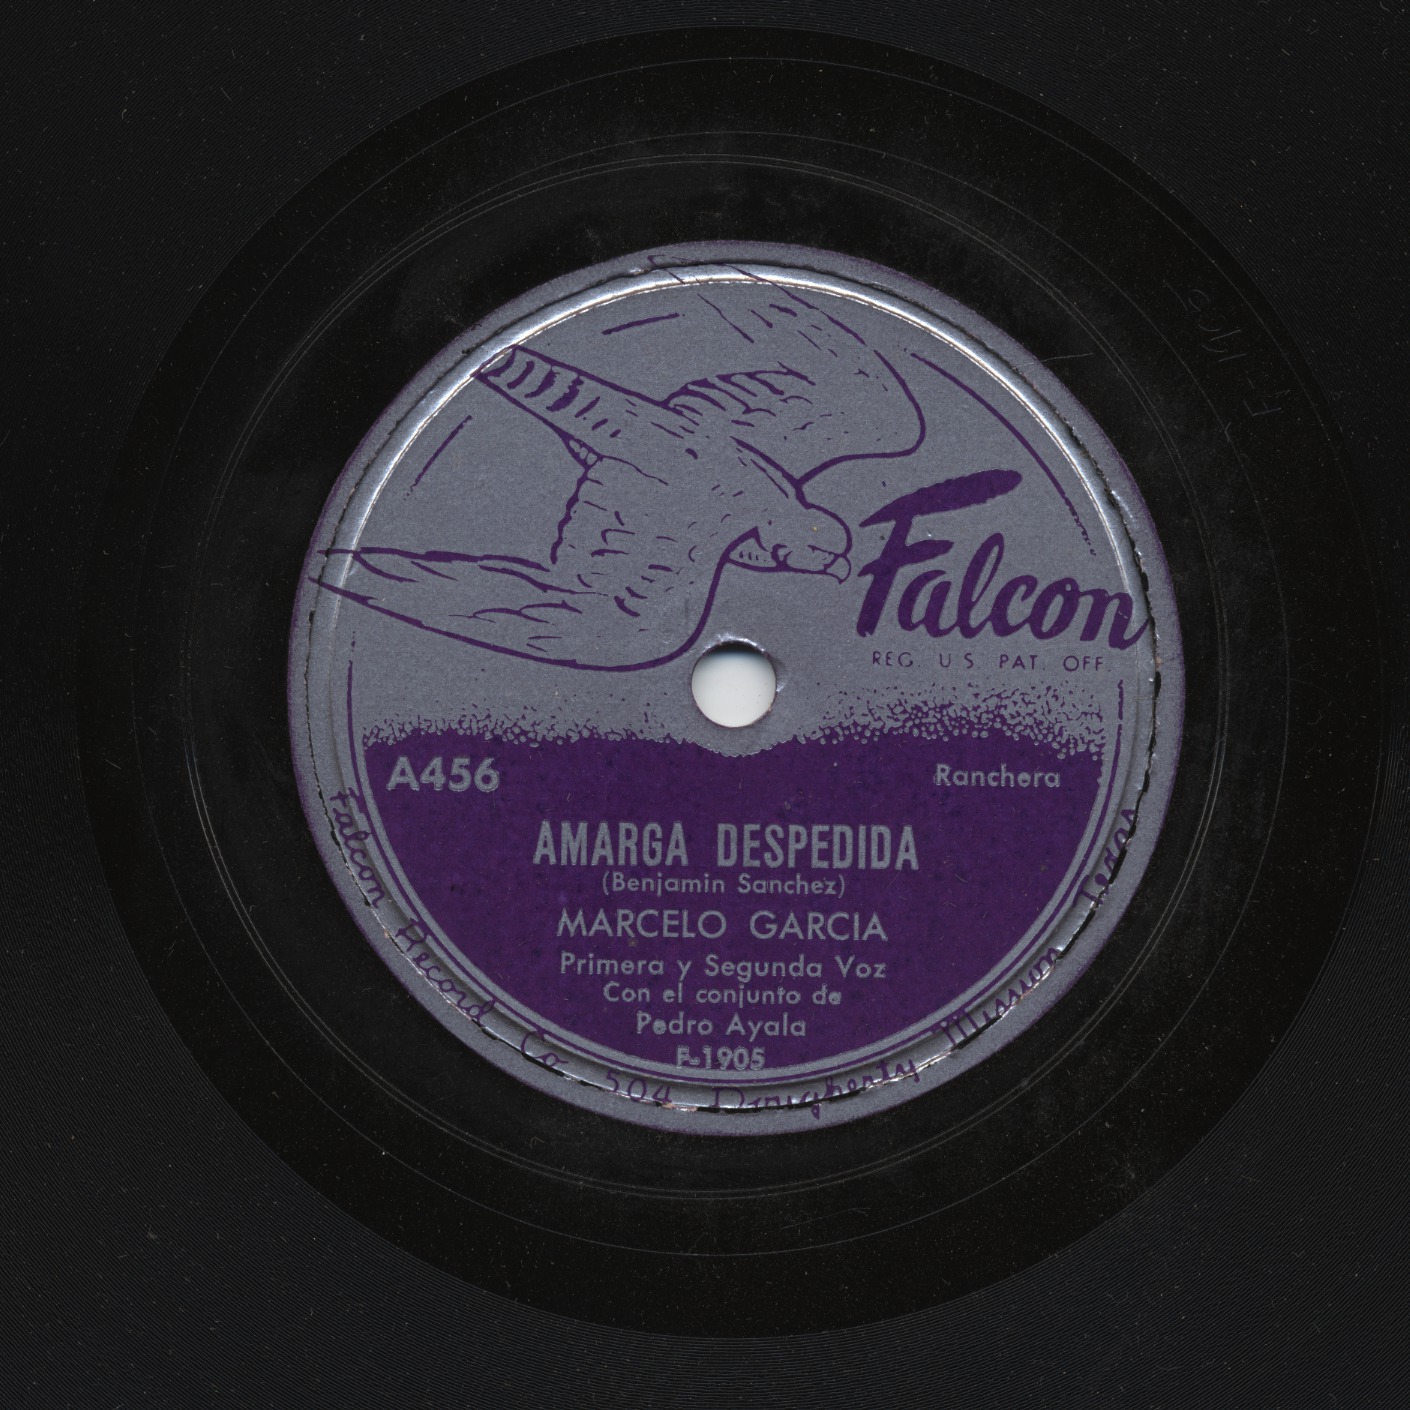 Falcon
REG. U.S. PAT. OFF.
A456
Ranchera
AMARGA DESPEDIDA
(Benjamin Sanchez)
MARCELO GARCIA
Primera y Segunda Voz
Con el conjunto de
Pedro Ayala
F-1905
Falcon Record Co 504 Dougherty Mission Texas
F-1905